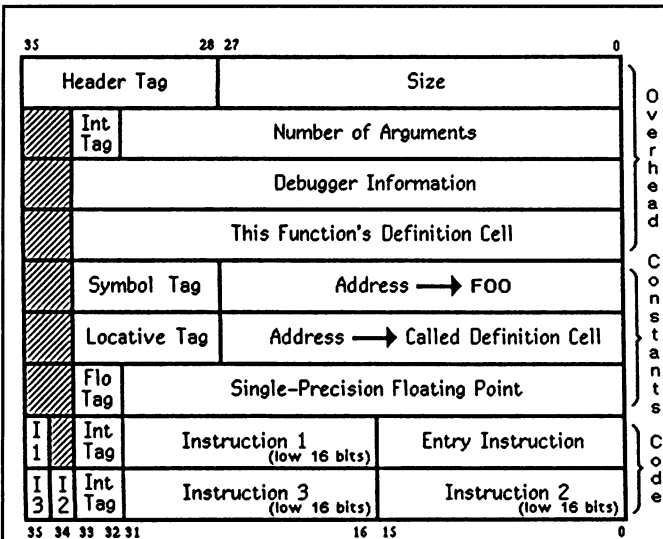 35 28 27 0
Header Tag Size
Int Tag Number of Arguments
Debugger Information
This Function's Definition Cell
Overhead
Symbol Tag Address → FOO
Locative Tag Address → Called Definition Cell
Flo Tag Single-Precision Floating Point
Constants
I1 Int Tag Instruction 1 (low 16 bits) Entry Instruction
I3 I2 Int Tag Instruction 3 (low 16 bits) Instruction 2 (low 16 bits)
Code
35 34 33 32 31 16 15 0